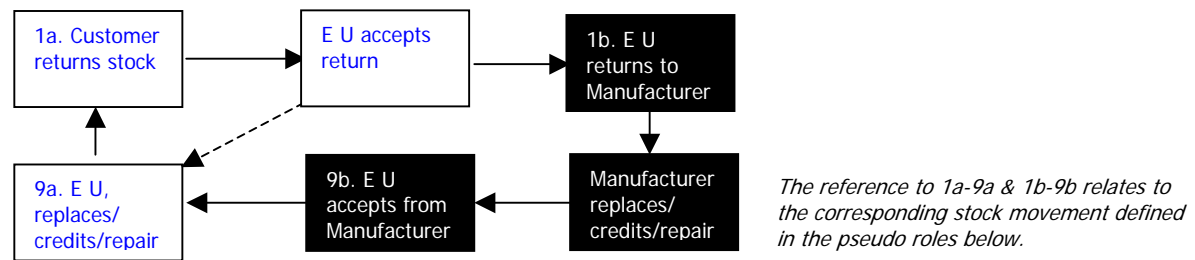 1a. Customer
returns stock
E U accepts
return
1b. E U
returns to
Manufacturer
9a. E U,
replaces/
credits/repair
9b. E U
accepts from
Manufacturer
Manufacturer
replaces/
credits/repair
The reference to 1a-9a & 1b-9b relates to
the corresponding stock movement defined
in the pseudo roles below.